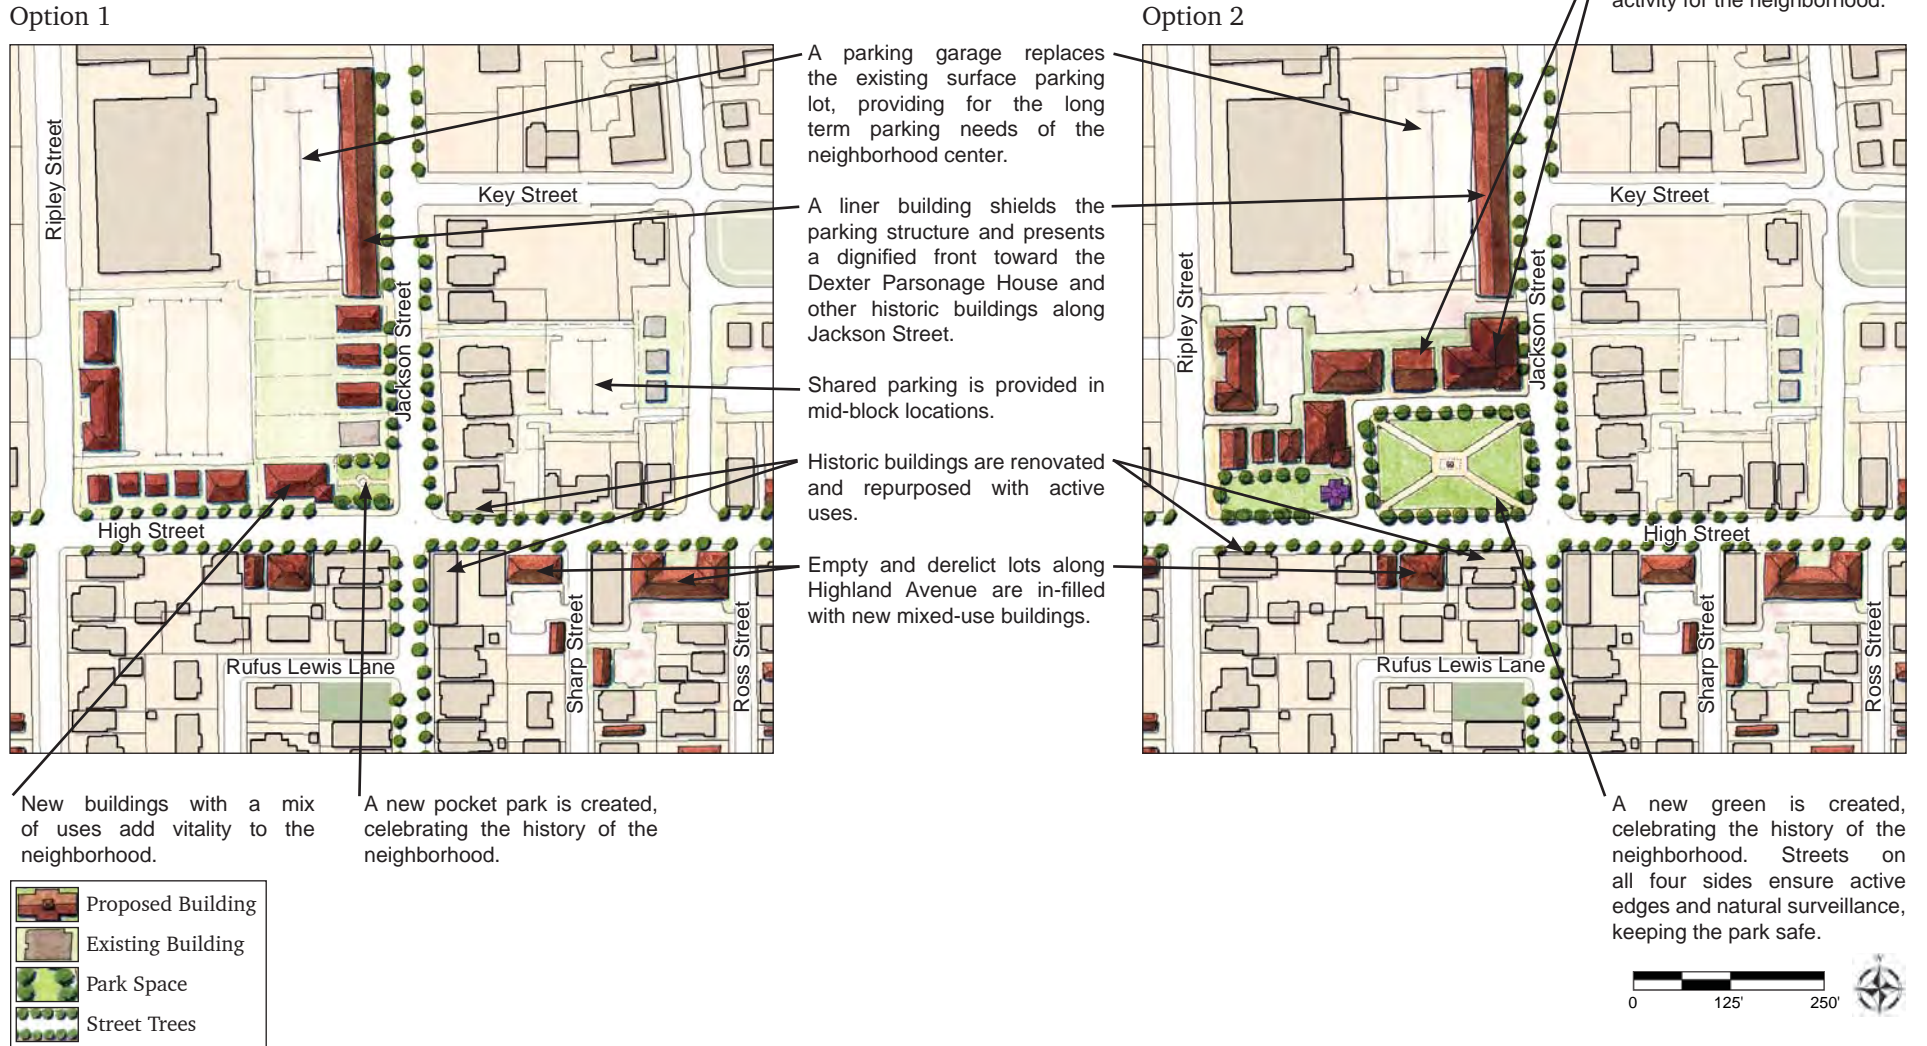 activity for the neighborhood.
Option 1
Option 2
Ripley Street
Key Street
Jackson Street
High Street
Rufus Lewis Lane
Sharp Street
Ross Street
A parking garage replaces
the existing surface parking
lot, providing for the long
term parking needs of the
neighborhood center.
A liner building shields the
parking structure and presents
a dignified front toward the
Dexter Parsonage House and
other historic buildings along
Jackson Street.
Shared parking is provided in
mid-block locations.
Historic buildings are renovated
and repurposed with active
uses.
Empty and derelict lots along
Highland Avenue are in-filled
with new mixed-use buildings.
Ripley Street
Key Street
Jackson Street
High Street
Rufus Lewis Lane
Sharp Street
Ross Street
New buildings with a mix
of uses add vitality to the
neighborhood.
A new pocket park is created,
celebrating the history of the
neighborhood.
A new green is created,
celebrating the history of the
neighborhood. Streets on
all four sides ensure active
edges and natural surveillance,
keeping the park safe.
Proposed Building
Existing Building
Park Space
Street Trees
0 125' 250'